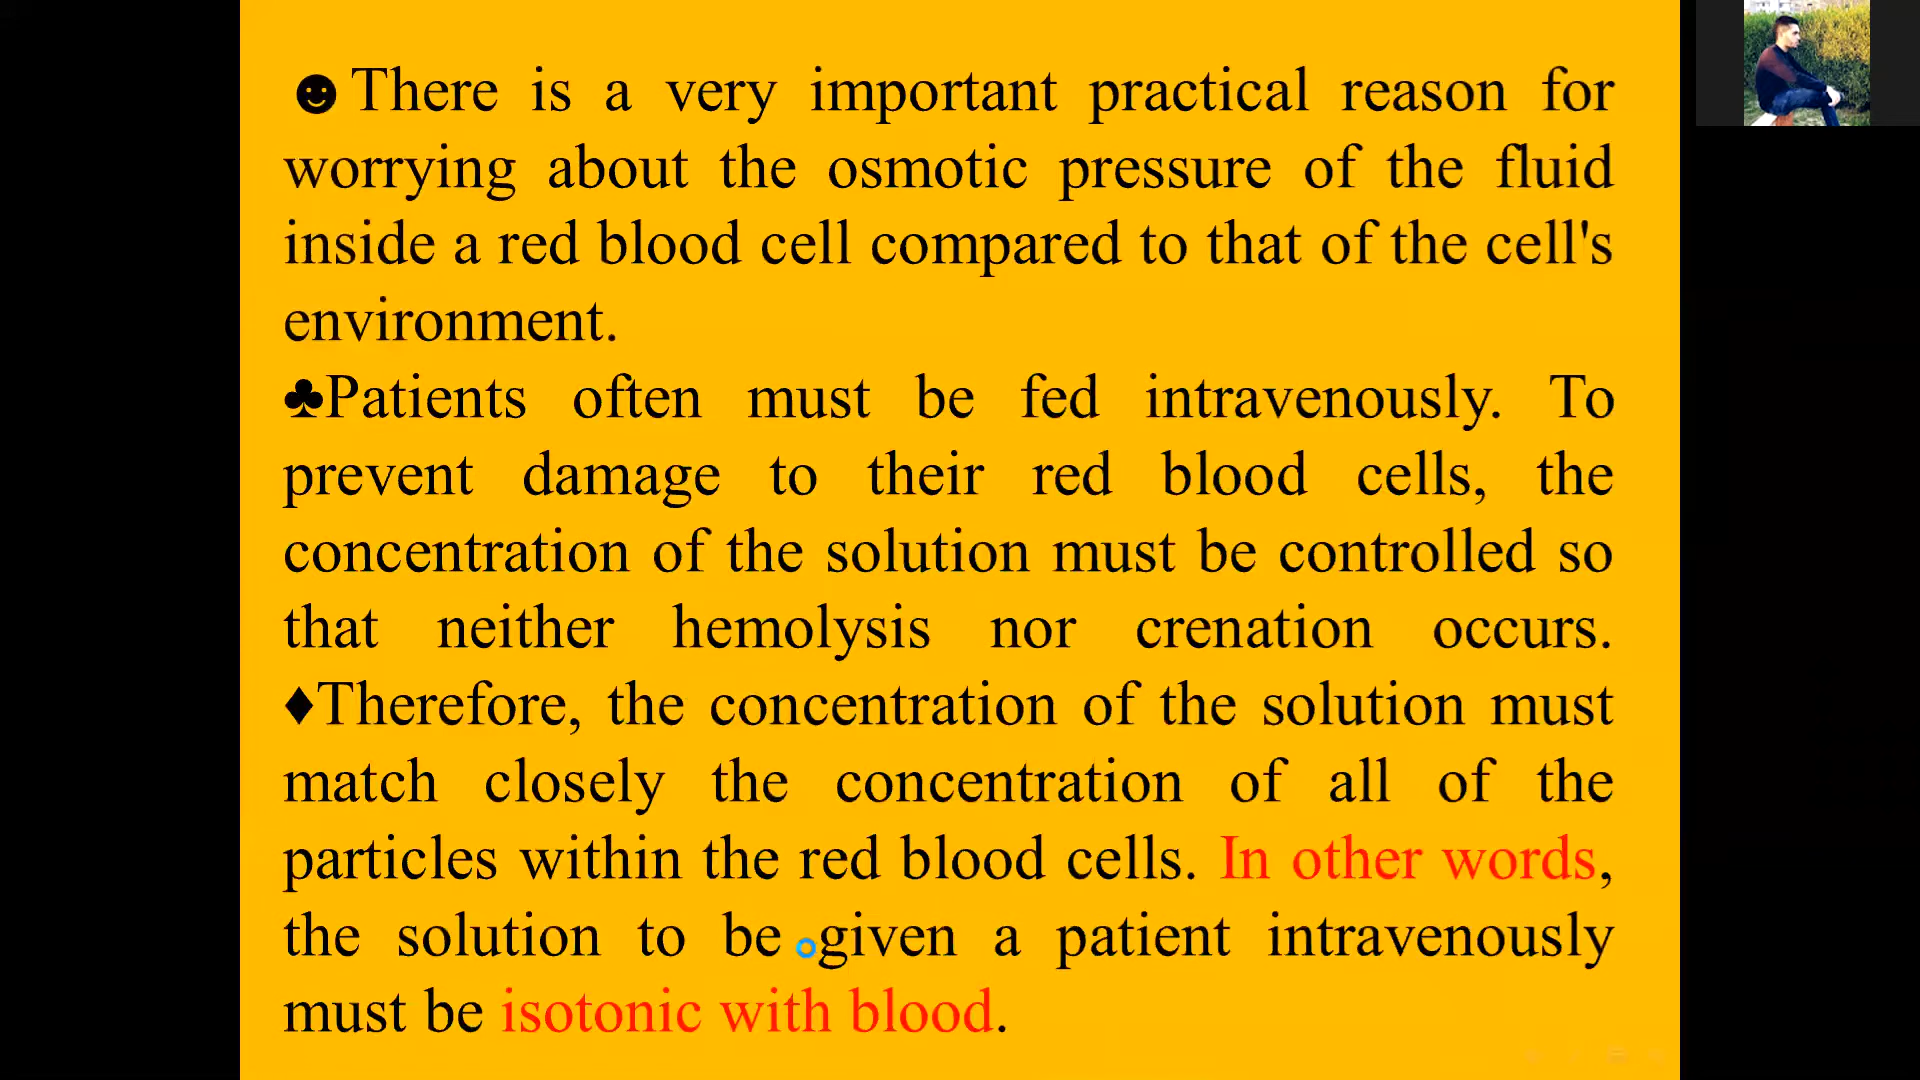 ☻There is a very important practical reason for
worrying about the osmotic pressure of the fluid
inside a red blood cell compared to that of the cell's
environment.
♣Patients often must be fed intravenously. To
prevent damage to their red blood cells, the
concentration of the solution must be controlled so
that neither hemolysis nor crenation occurs.
♦Therefore, the concentration of the solution must
match closely the concentration of all of the
particles within the red blood cells. In other words,
the solution to be given a patient intravenously
must be isotonic with blood.